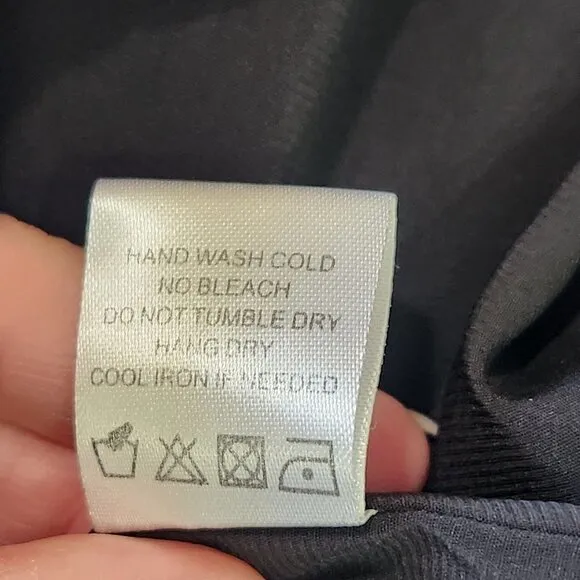 HAND WASH COLD
NO BLEACH
DO NOT TUMBLE DRY
HANG DRY
COOL IRON IF NEEDED